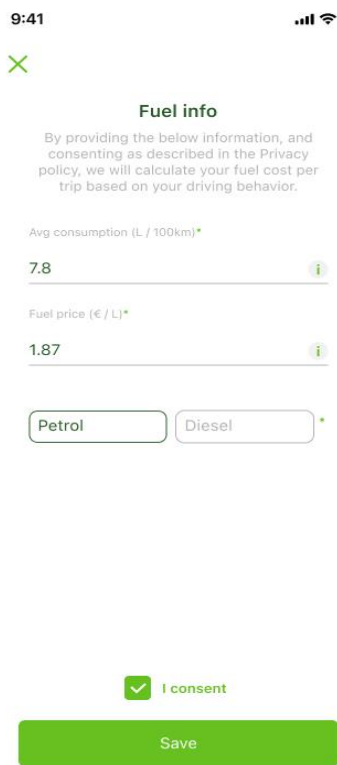 9:41
Fuel info
By providing the below information, and
consenting as described in the Privacy
policy, we will calculate your fuel cost per
trip based on your driving behavior.
Avg consumption (L / 100km)*
7.8
i
Fuel price (€ / L)*
1.87
i
Petrol Diesel *
I consent
Save